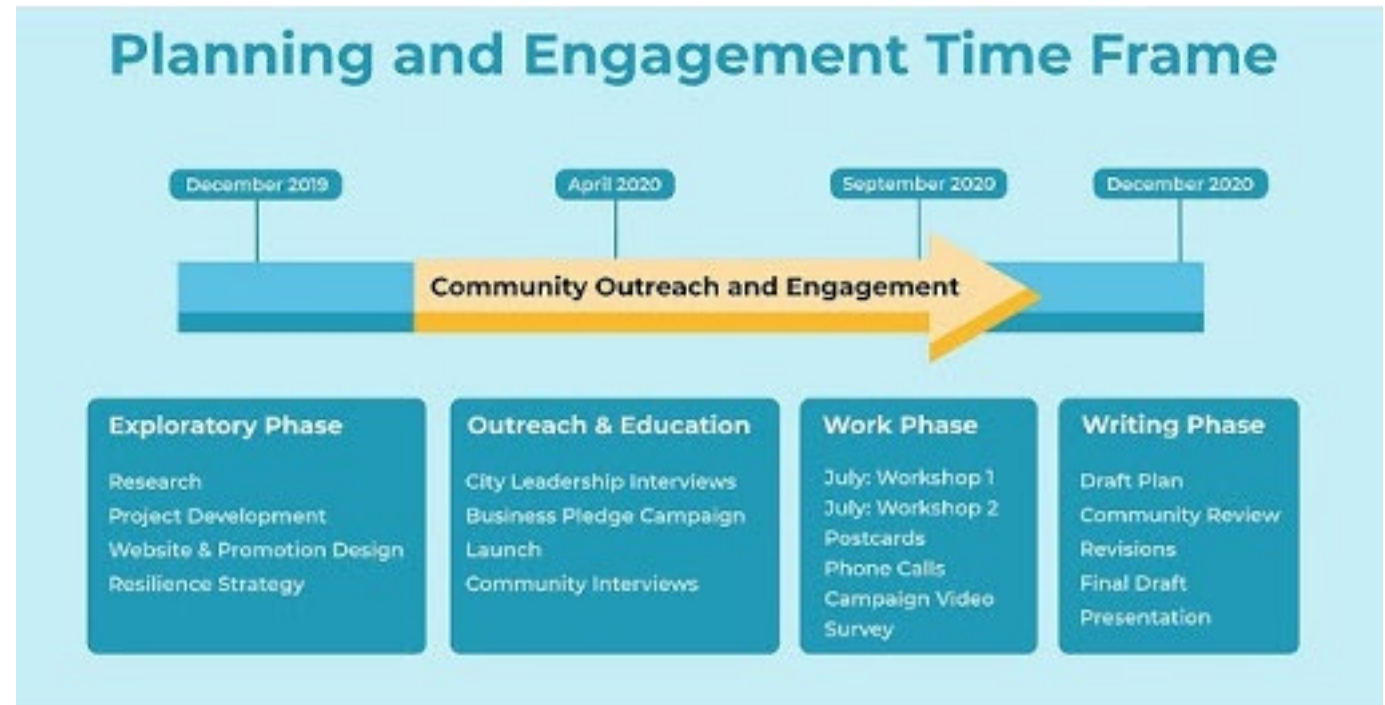 Planning and Engagement Time Frame
December 2019
April 2020
September 2020
December 2020
Community Outreach and Engagement
Exploratory Phase
Research
Project Development
Website & Promotion Design
Resilience Strategy
Outreach & Education
City Leadership Interviews
Business Pledge Campaign
Launch
Community Interviews
Work Phase
July: Workshop 1
July: Workshop 2
Postcards
Phone Calls
Campaign Video
Survey
Writing Phase
Draft Plan
Community Review
Revisions
Final Draft
Presentation